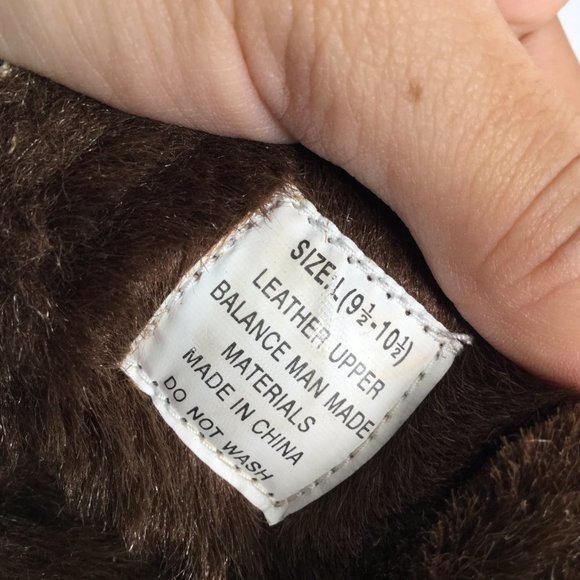 SIZE:L(9½-10½)
LEATHER UPPER
BALANCE MAN MADE
MATERIALS
MADE IN CHINA
DO NOT WASH